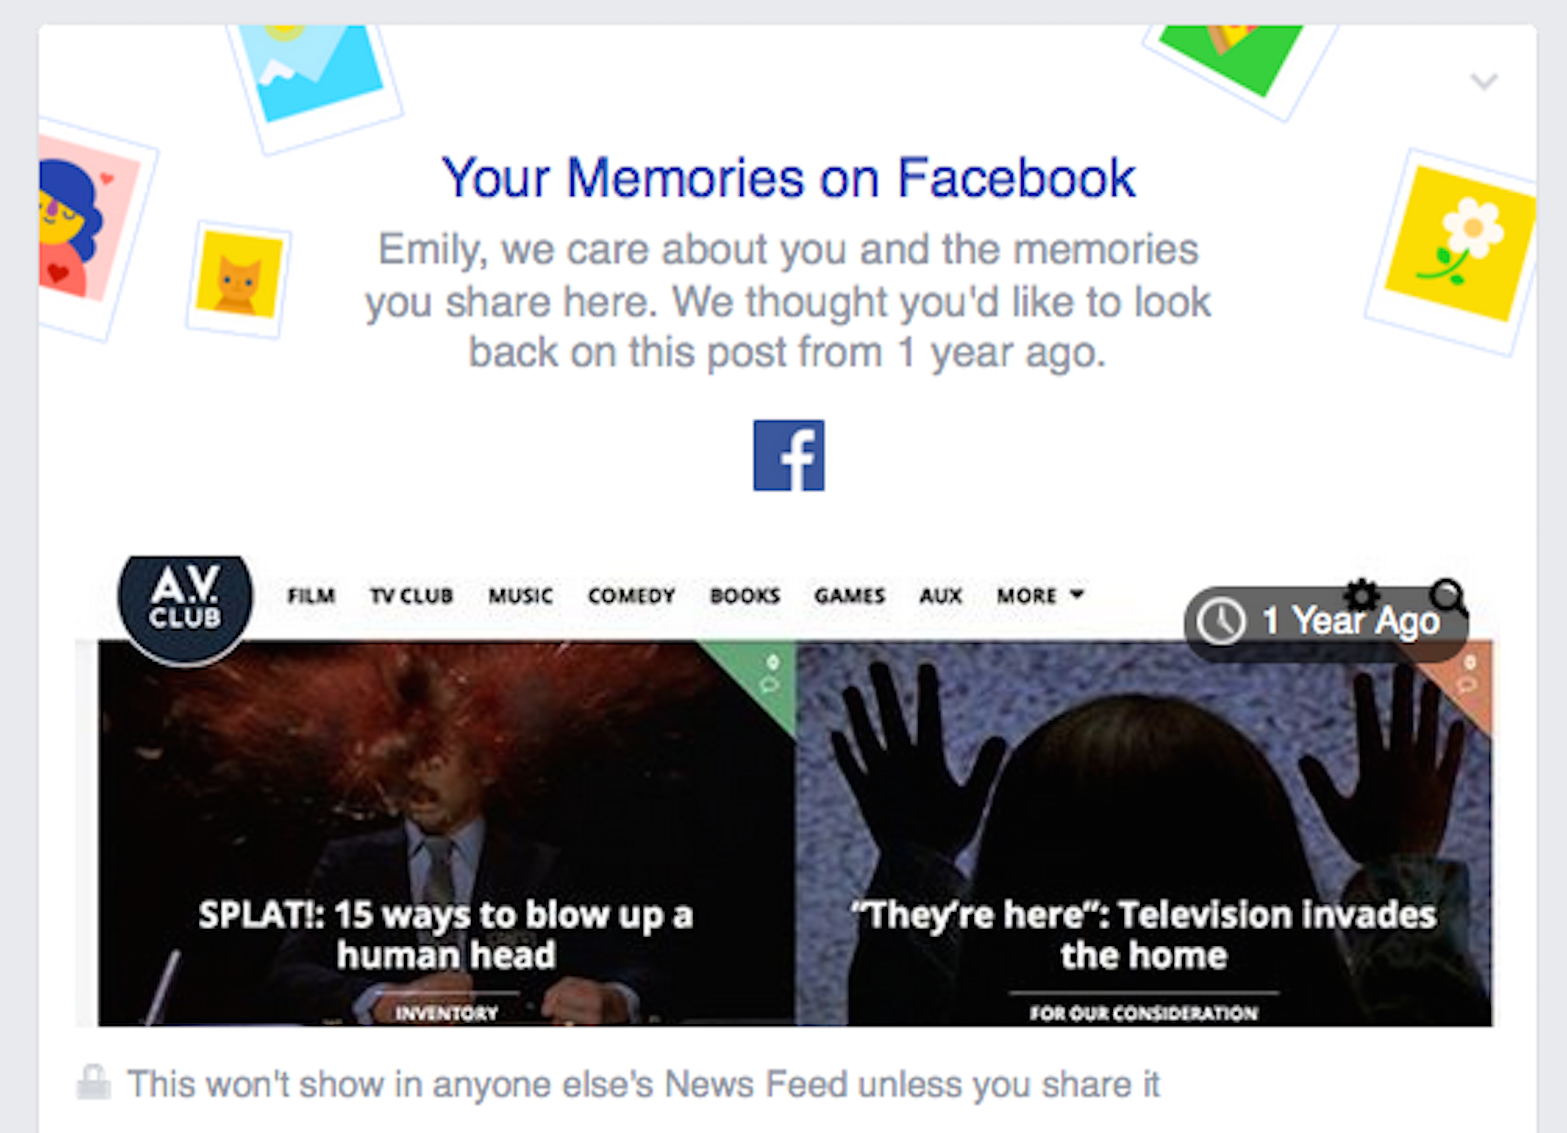 Your Memories on Facebook
Emily, we care about you and the memories
you share here. We thought you'd like to look
back on this post from 1 year ago.
f
A.V.
CLUB
FILM TV CLUB MUSIC COMEDY BOOKS GAMES AUX MORE
1 Year Ago
0
0
SPLAT!: 15 ways to blow up a
human head
INVENTORY
“They’re here”: Television invades
the home
FOR OUR CONSIDERATION
This won't show in anyone else's News Feed unless you share it